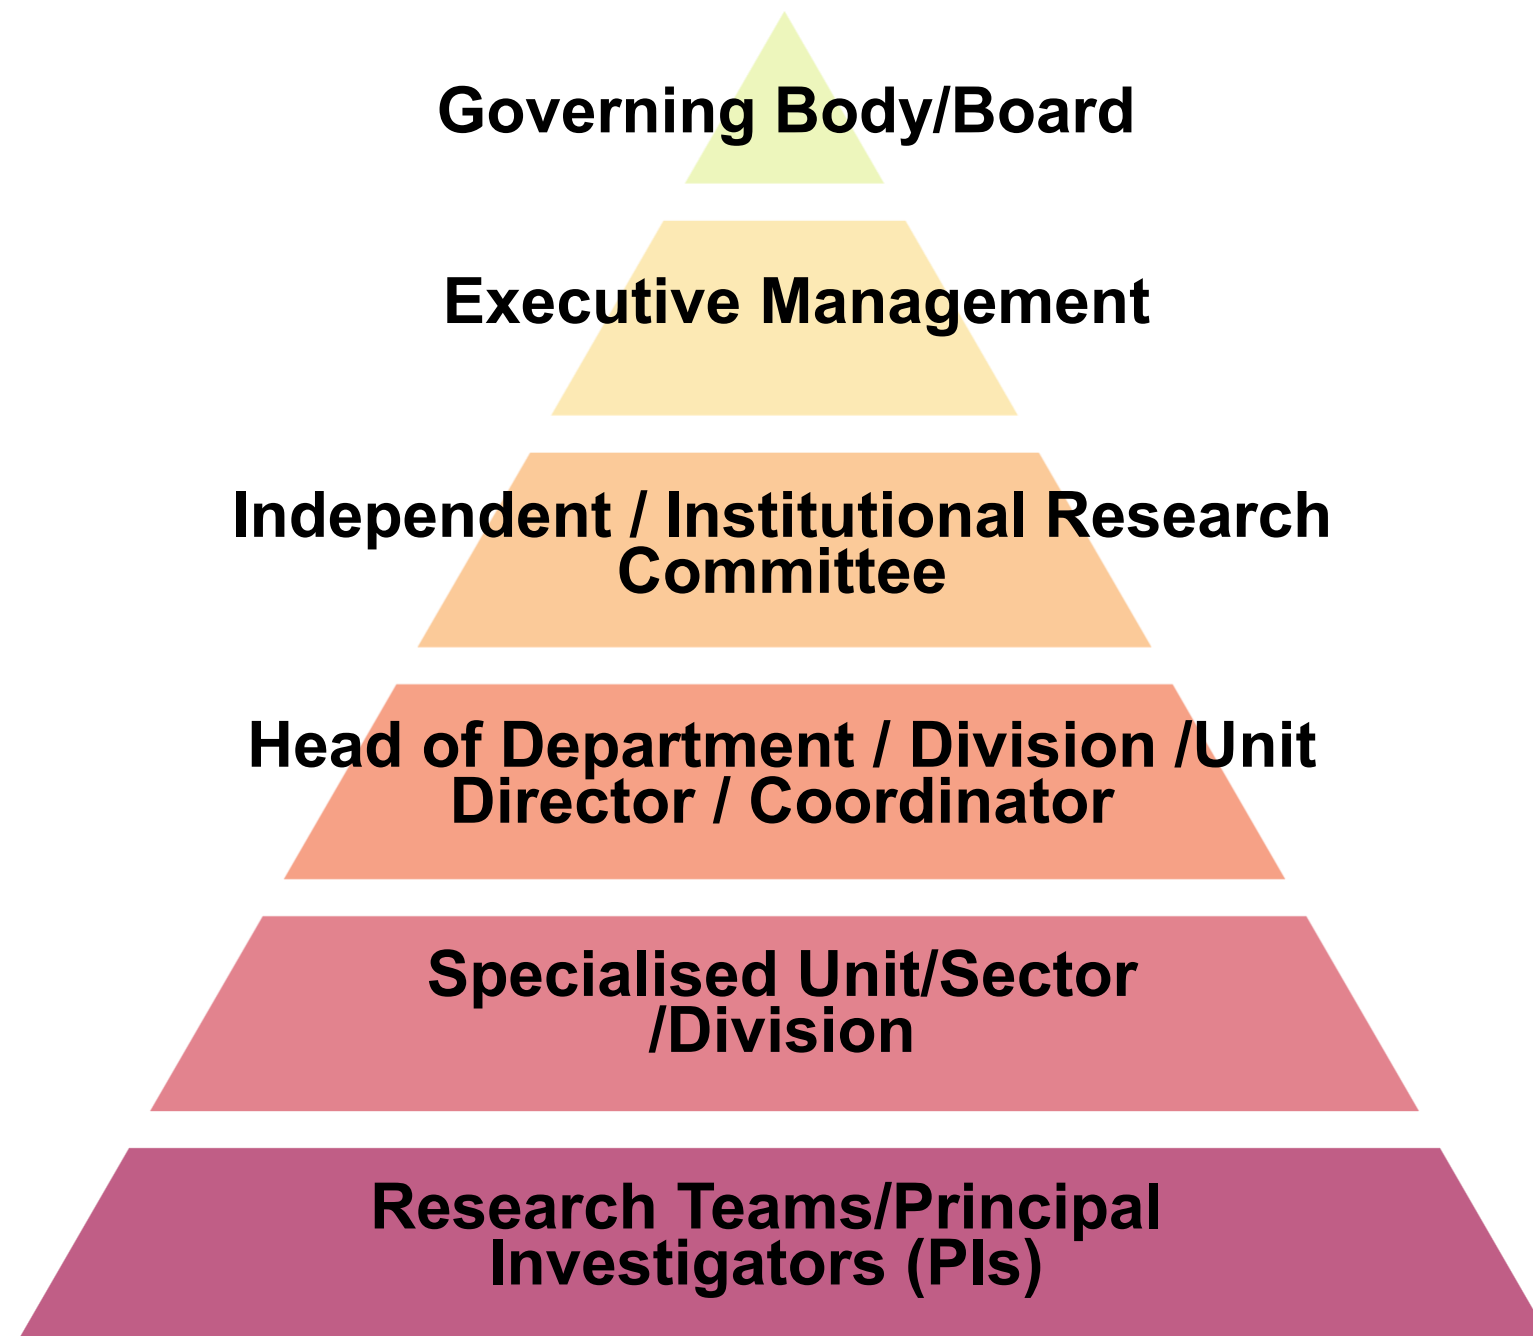 Governing Body/Board
Executive Management
Independent / Institutional Research
Committee
Head of Department / Division /Unit
Director / Coordinator
Specialised Unit/Sector
/Division
Research Teams/Principal
Investigators (PIs)